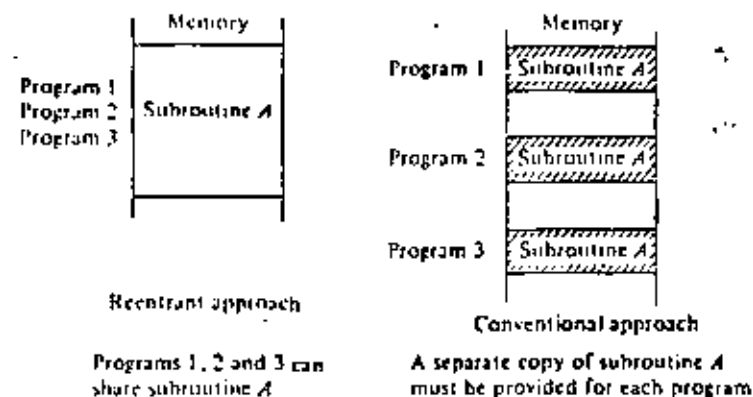 Memory
Program 1
Program 2
Program 3
Subroutine A
Reentrant approach
Programs 1, 2 and 3 can
share subroutine A
Memory
Program 1
Subroutine A
Program 2
Subroutine A
Program 3
Subroutine A
Conventional approach
A separate copy of subroutine A
must be provided for each program